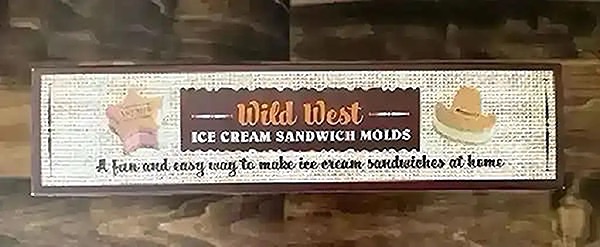 Wild West
ICE CREAM SANDWICH MOLDS
A fun and easy way to make ice cream sandwiches at home